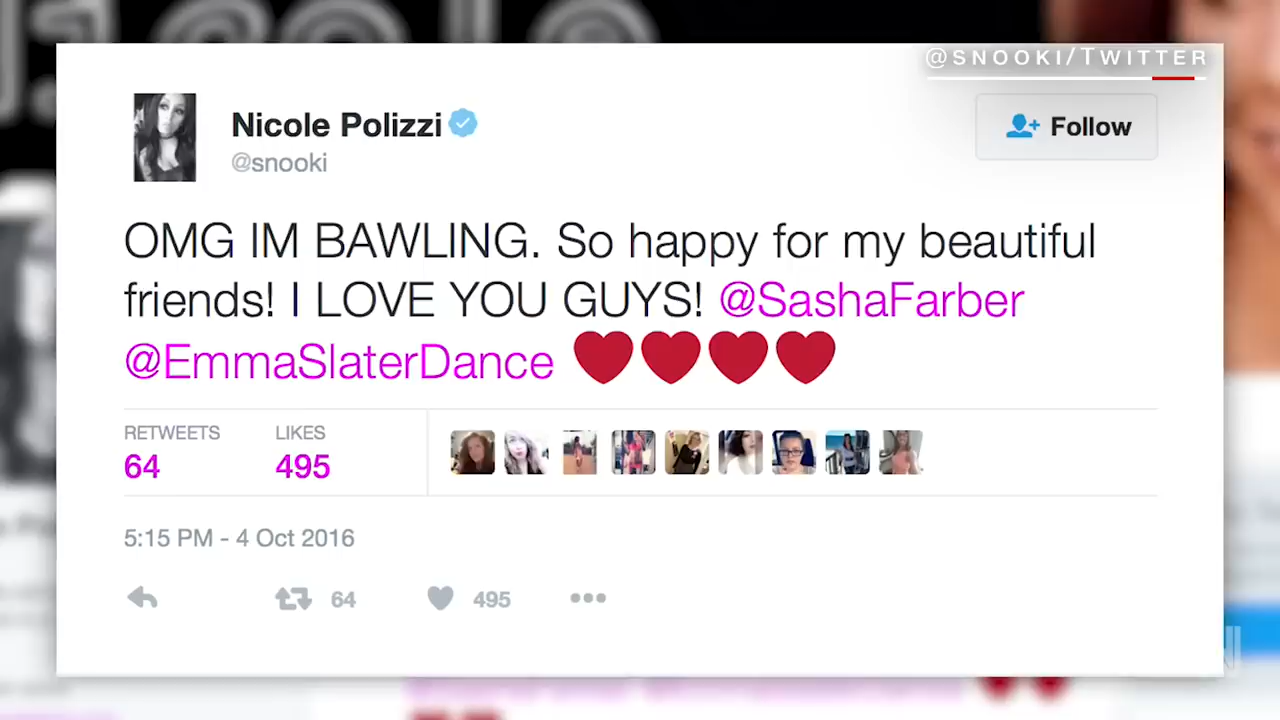 @SNOOKI/TWITTER
Nicole Polizzi
@snooki
Follow
OMG IM BAWLING. So happy for my beautiful
friends! I LOVE YOU GUYS! @SashaFarber
@EmmaSlaterDance ❤❤❤❤
RETWEETS LIKES
64 495
5:15 PM - 4 Oct 2016
64 495